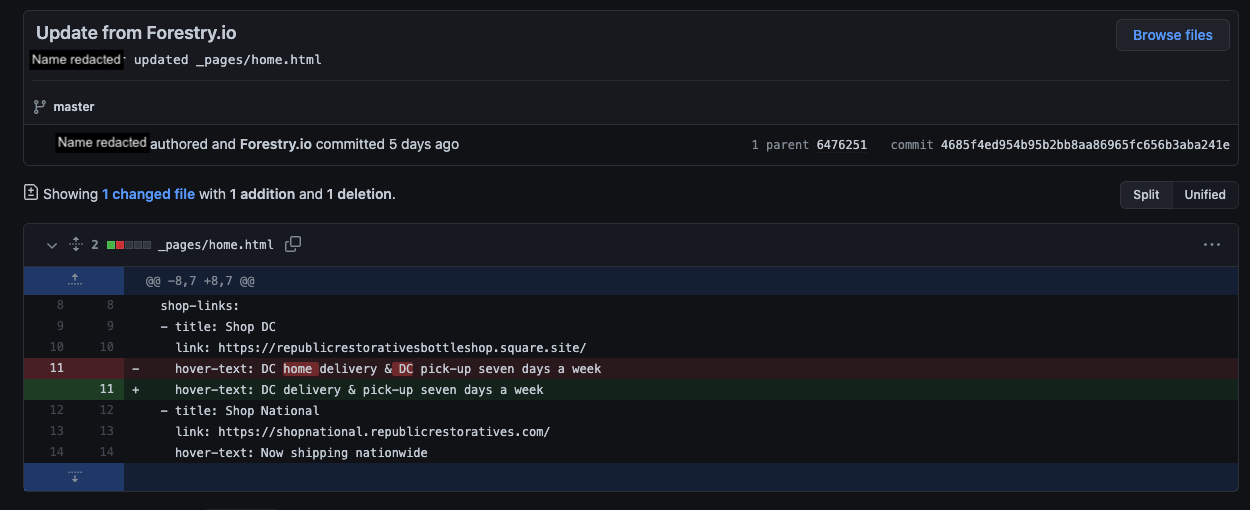 Update from Forestry.io
Browse files
Name redacted updated _pages/home.html
master
Name redacted authored and Forestry.io committed 5 days ago
1 parent 6476251 commit 4685f4ed954b95b2bb8aa86965fc656b3aba241e
Showing 1 changed file with 1 addition and 1 deletion.
Split Unified
2 _pages/home.html
@@ -8,7 +8,7 @@
8 8 shop-links:
9 9 - title: Shop DC
10 10 link: https://republicrestorativesbottleshop.square.site/
11 - hover-text: DC home delivery & DC pick-up seven days a week
11 + hover-text: DC delivery & pick-up seven days a week
12 12 - title: Shop National
13 13 link: https://shopnational.republicrestoratives.com/
14 14 hover-text: Now shipping nationwide